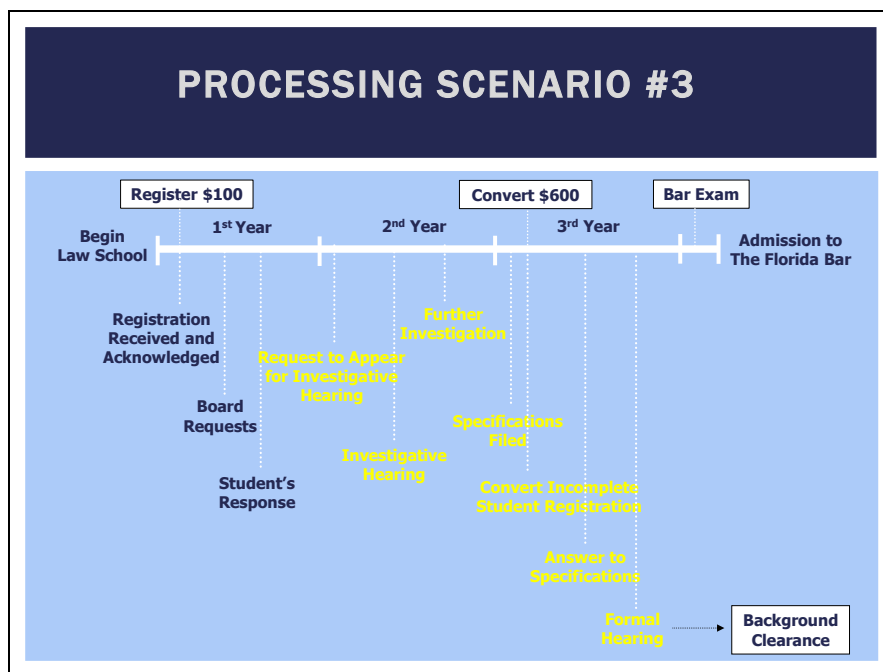 PROCESSING SCENARIO #3
Register $100
Convert $600
Bar Exam
1st Year
2nd Year
3rd Year
Begin
Law School
Admission to
The Florida Bar
Registration
Received and
Acknowledged
Further
Investigation
Request to Appear
for Investigative
Hearing
Board
Requests
Specifications
Filed
Investigative
Hearing
Student's
Response
Convert Incomplete
Student Registration
Answer to
Specifications
Formal
Hearing
Background
Clearance